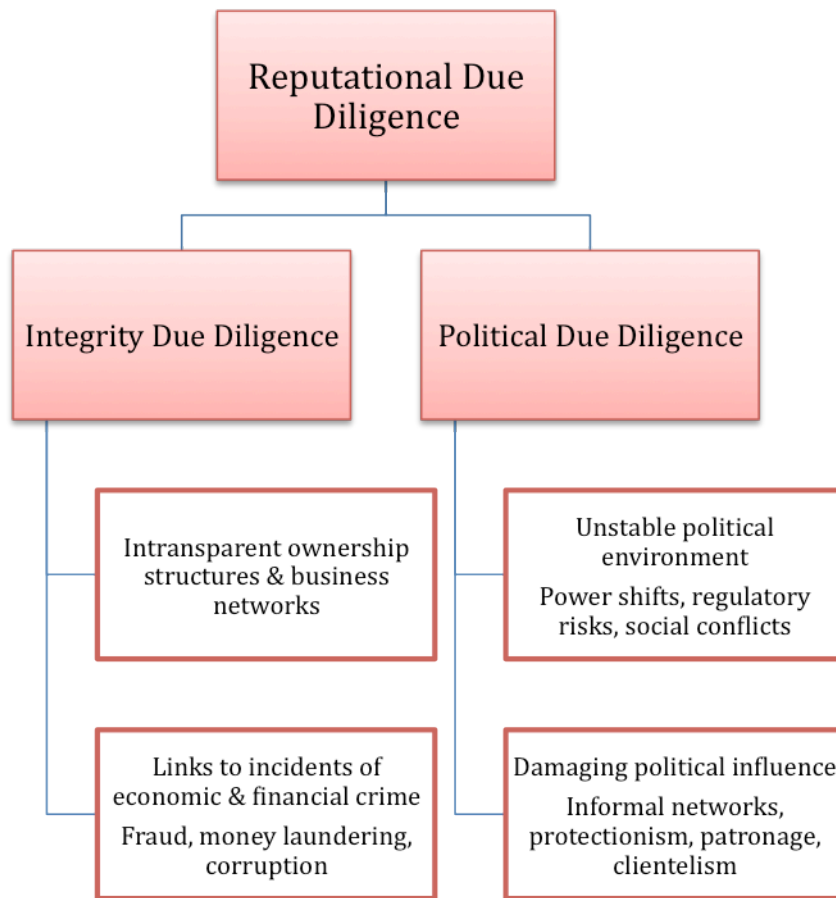 Reputational Due
Diligence
Integrity Due Diligence
Political Due Diligence
Intransparent ownership
structures & business
networks
Links to incidents of
economic & financial crime
Fraud, money laundering,
corruption
Unstable political
environment
Power shifts, regulatory
risks, social conflicts
Damaging political influence
Informal networks,
protectionism, patronage,
clientelism